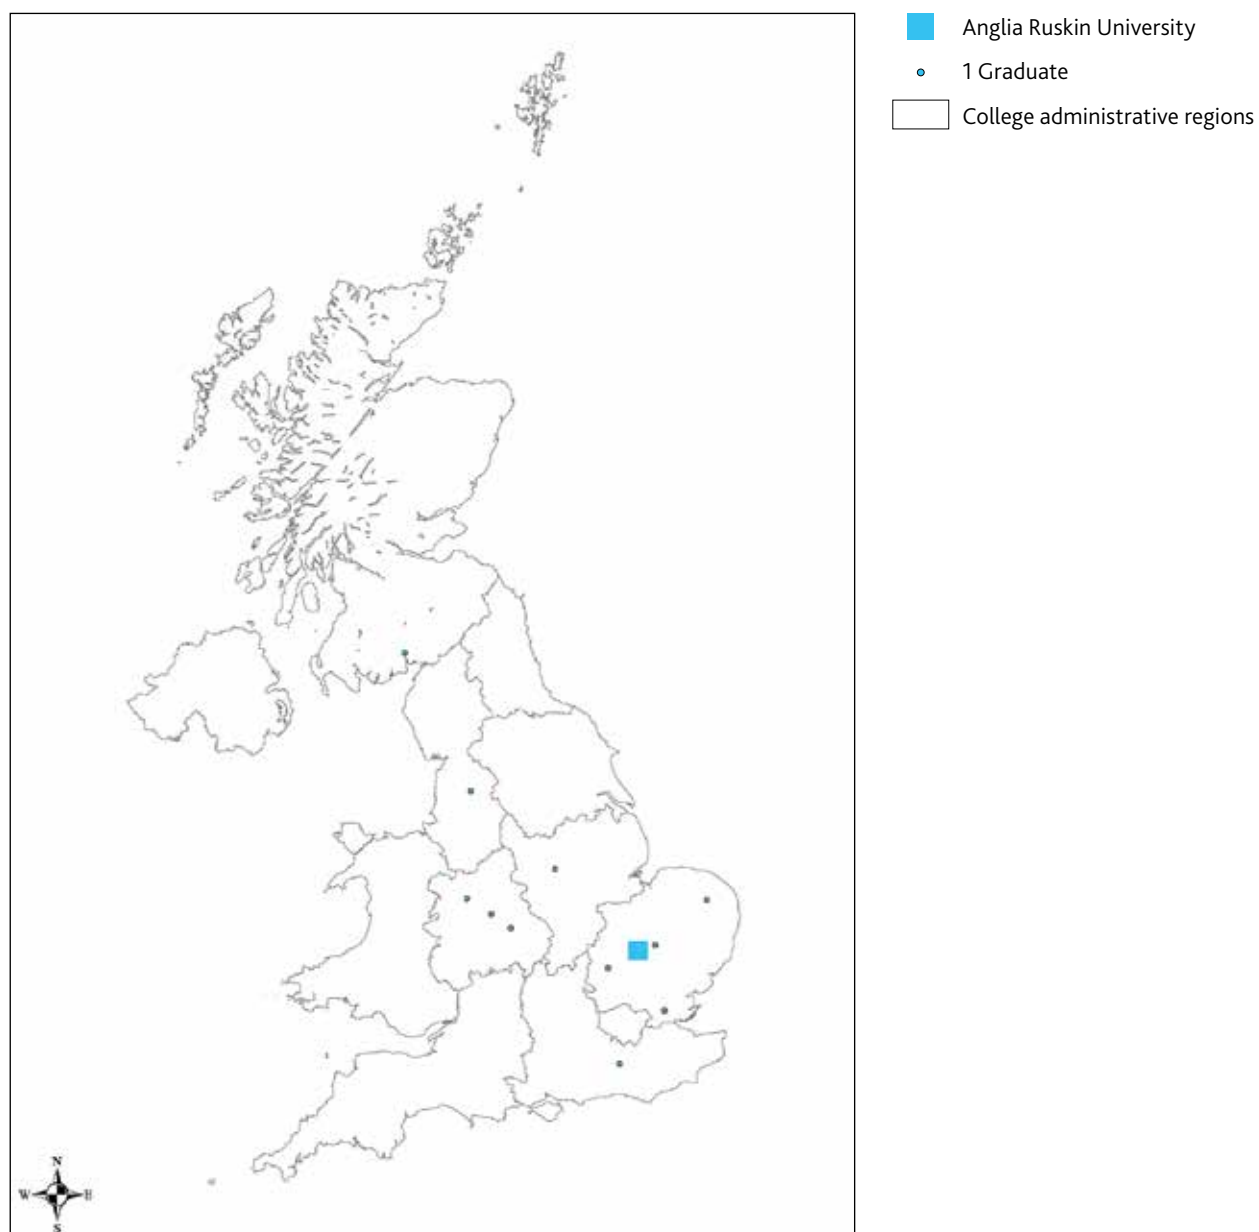 Anglia Ruskin University
1 Graduate
College administrative regions
N
W E
S